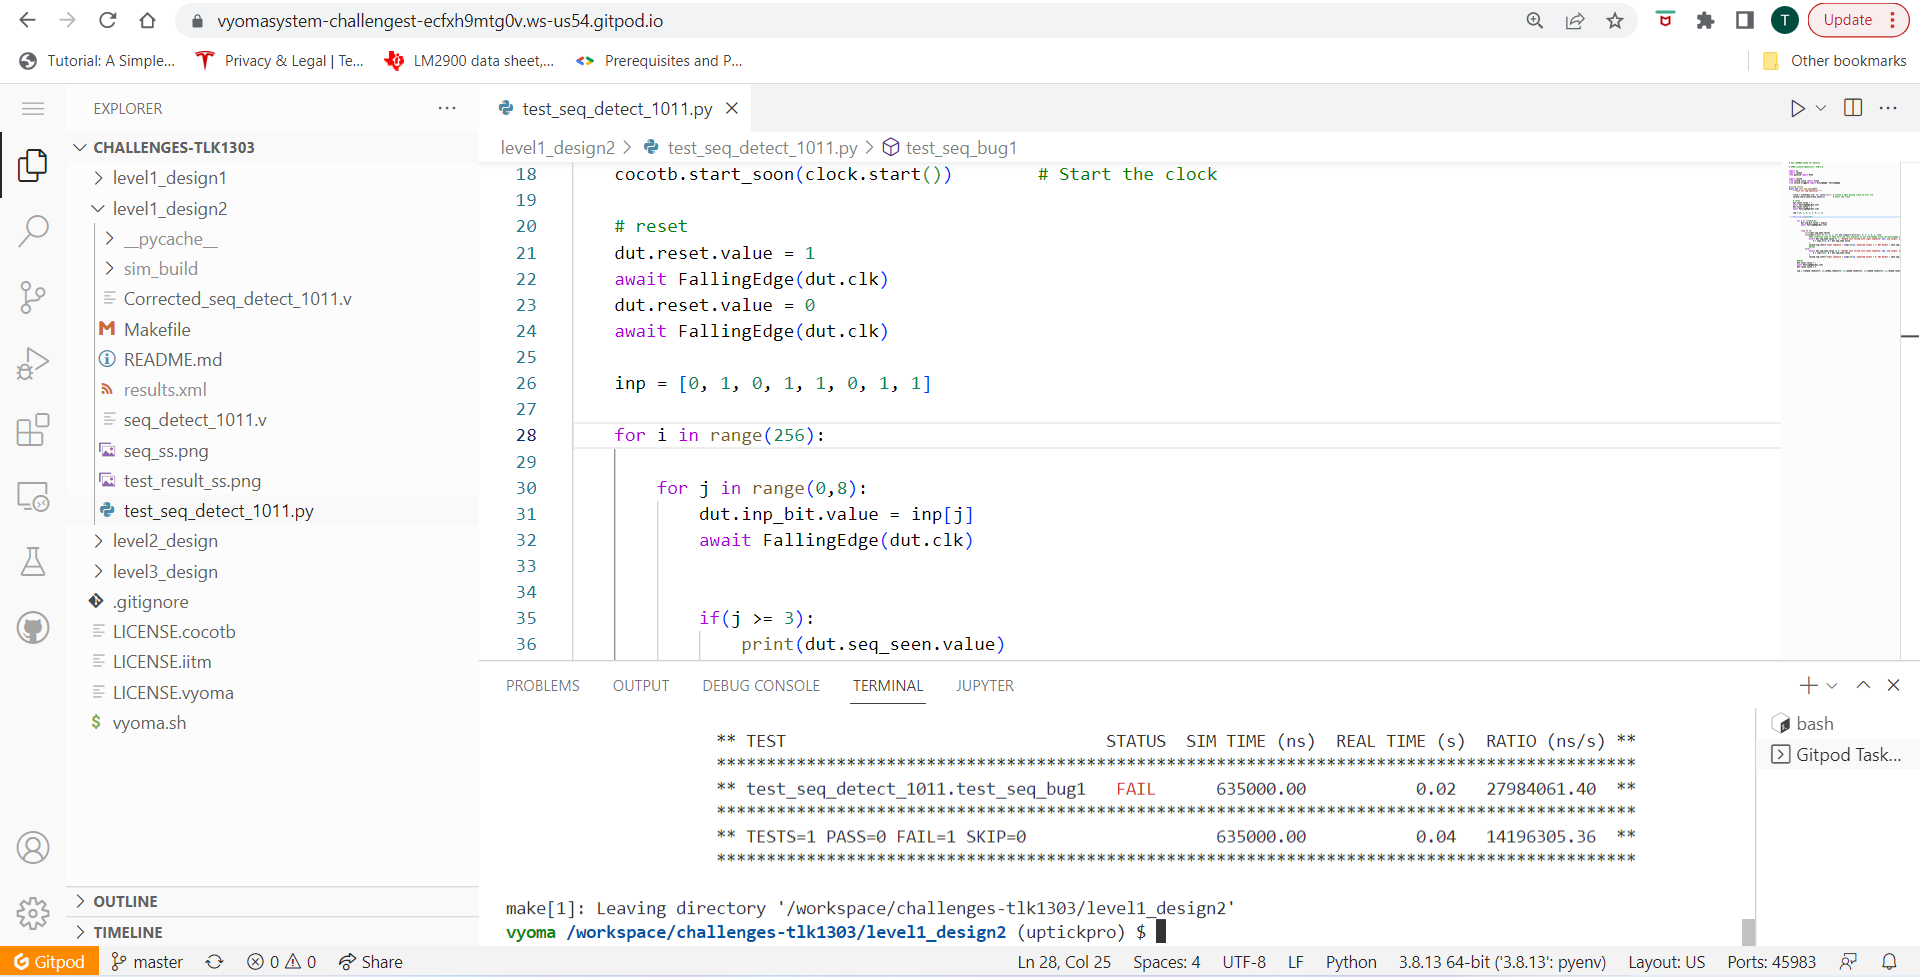 vyomasystem-challengest-ecfxh9mtg0v.ws-us54.gitpod.io
T
Update
Tutorial: A Simple...
Privacy & Legal | Te...
LM2900 data sheet,...
Prerequisites and P...
Other bookmarks
EXPLORER
CHALLENGES-TLK1303
level1_design1
level1_design2
__pycache__
sim_build
Corrected_seq_detect_1011.v
Makefile
README.md
results.xml
seq_detect_1011.v
seq_ss.png
test_result_ss.png
test_seq_detect_1011.py
level2_design
level3_design
.gitignore
LICENSE.cocotb
LICENSE.iitm
LICENSE.vyoma
$ vyoma.sh
OUTLINE
TIMELINE
test_seq_detect_1011.py
level1_design2 > test_seq_detect_1011.py > test_seq_bug1
18 cocotb.start_soon(clock.start()) # Start the clock
19
20 # reset
21 dut.reset.value = 1
22 await FallingEdge(dut.clk)
23 dut.reset.value = 0
24 await FallingEdge(dut.clk)
25
26 inp = [0, 1, 0, 1, 1, 0, 1, 1]
27
28 for i in range(256):
29
30 for j in range(0,8):
31 dut.inp_bit.value = inp[j]
32 await FallingEdge(dut.clk)
33
34
35 if(j >= 3):
36 print(dut.seq_seen.value)
PROBLEMS OUTPUT DEBUG CONSOLE TERMINAL JUPYTER
** TEST STATUS SIM TIME (ns) REAL TIME (s) RATIO (ns/s) **
********************************************************************************************
** test_seq_detect_1011.test_seq_bug1 FAIL 635000.00 0.02 27984061.40 **
********************************************************************************************
** TESTS=1 PASS=0 FAIL=1 SKIP=0 635000.00 0.04 14196305.36 **
********************************************************************************************
make[1]: Leaving directory '/workspace/challenges-tlk1303/level1_design2'
vyoma /workspace/challenges-tlk1303/level1_design2 (uptickpro) $
bash
Gitpod Task...
Gitpod master 0 0 Share
Ln 28, Col 25 Spaces: 4 UTF-8 LF Python 3.8.13 64-bit ('3.8.13': pyenv) Layout: US Ports: 45983